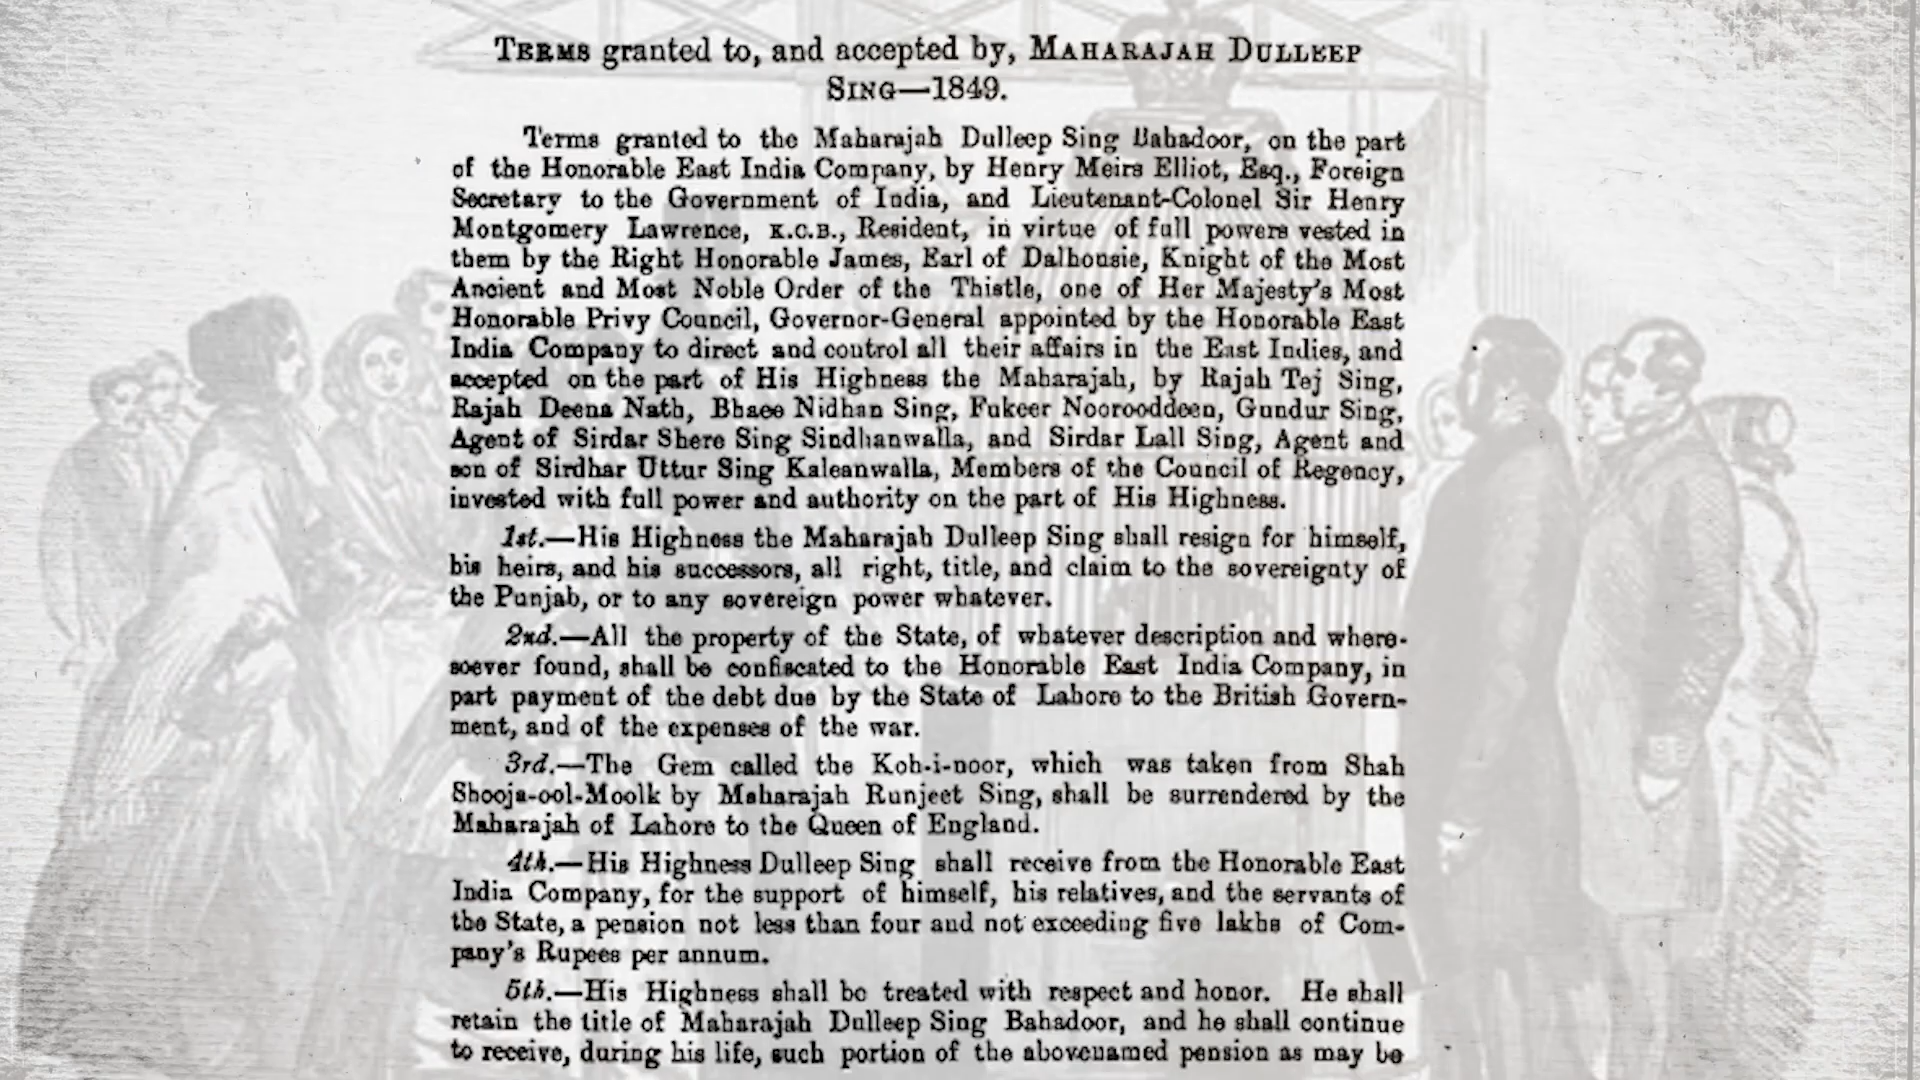 TERMS granted to, and accepted by, MAHARAJAH DULLEEP
SING—1849.
Terms granted to the Maharajah Dulleep Sing Bahadoor, on the part
of the Honorable East India Company, by Henry Meirs Elliot, Esq., Foreign
Secretary to the Government of India, and Lieutenant-Colonel Sir Henry
Montgomery Lawrence, K.C.B., Resident, in virtue of full powers vested in
them by the Right Honorable James, Earl of Dalhousie, Knight of the Most
Ancient and Most Noble Order of the Thistle, one of Her Majesty's Most
Honorable Privy Council, Governor-General appointed by the Honorable East
India Company to direct and control all their affairs in the East Indies, and
accepted on the part of His Highness the Maharajah, by Rajah Tej Sing,
Rajah Deena Nath, Bhaee Nidhan Sing, Fukeer Noorooddeen, Gundur Sing,
Agent of Sirdar Shere Sing Sindhanwalla, and Sirdar Lall Sing, Agent and
son of Sirdhar Uttur Sing Kaleanwalla, Members of the Council of Regency,
invested with full power and authority on the part of His Highness.
1st.—His Highness the Maharajah Dulleep Sing shall resign for himself,
his heirs, and his successors, all right, title, and claim to the sovereignty of
the Punjab, or to any sovereign power whatever.
2nd.—All the property of the State, of whatever description and where-
soever found, shall be confiscated to the Honorable East India Company, in
part payment of the debt due by the State of Lahore to the British Govern-
ment, and of the expenses of the war.
3rd.—The Gem called the Koh-i-noor, which was taken from Shah
Shooja-ool-Moolk by Maharajah Runjeet Sing, shall be surrendered by the
Maharajah of Lahore to the Queen of England.
4th.—His Highness Dulleep Sing shall receive from the Honorable East
India Company, for the support of himself, his relatives, and the servants of
the State, a pension not less than four and not exceeding five lakhs of Com-
pany's Rupees per annum.
5th.—His Highness shall be treated with respect and honor. He shall
retain the title of Maharajah Dulleep Sing Bahadoor, and he shall continue
to receive, during his life, such portion of the abovenamed pension as may be